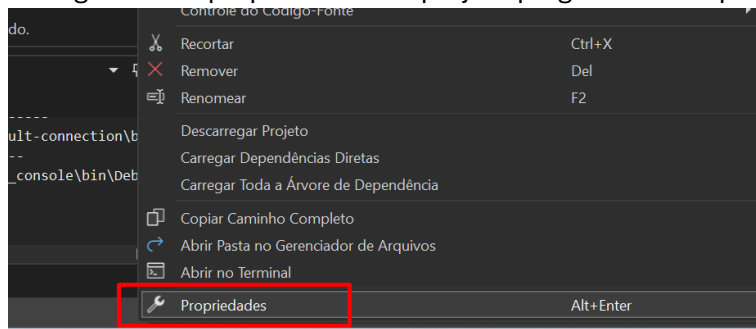 Controle do Código-Fonte
do.
Recortar Ctrl+X
Remover Del
Renomear F2
-----
Descarregar Projeto
ult-connection\b
--
Carregar Dependências Diretas
_console\bin\Deb
Carregar Toda a Árvore de Dependência
Copiar Caminho Completo
Abrir Pasta no Gerenciador de Arquivos
Abrir no Terminal
Propriedades Alt+Enter